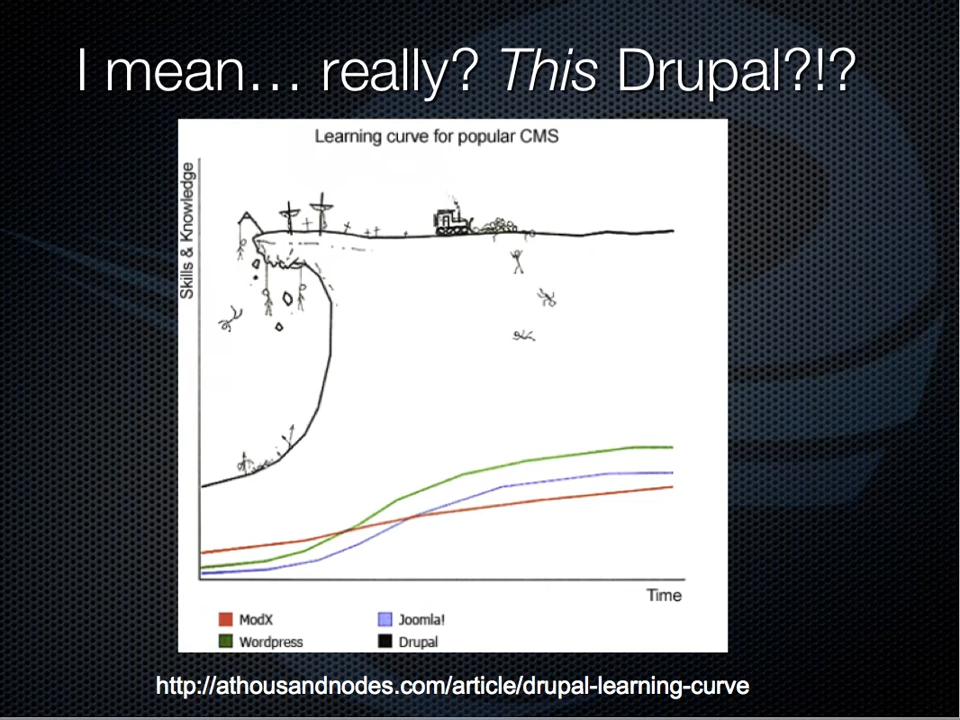 I mean… really? This Drupal?!?
Learning curve for popular CMS
Skills & Knowledge
Time
ModX
Joomla!
Wordpress
Drupal
http://athousandnodes.com/article/drupal-learning-curve